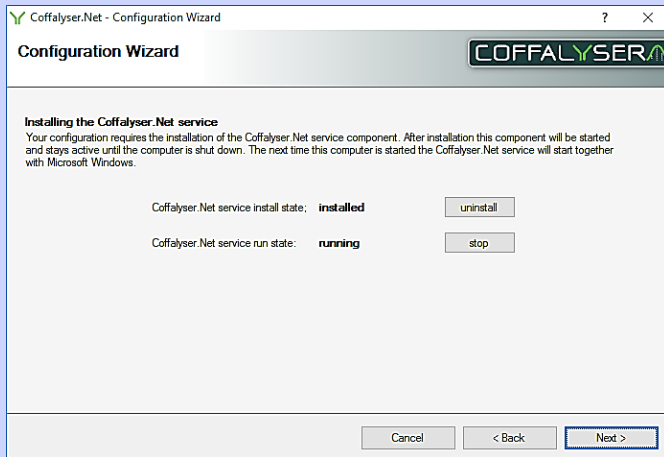 Coffalyser.Net - Configuration Wizard
?
Configuration Wizard
COFFALYSER
Installing the Coffalyser.Net service
Your configuration requires the installation of the Coffalyser.Net service component. After installation this component will be started
and stays active until the computer is shut down. The next time this computer is started the Coffalyser.Net service will start together
with Microsoft Windows.
Coffalyser.Net service install state; installed uninstall
Coffalyser.Net service run state: running stop
Cancel < Back Next >